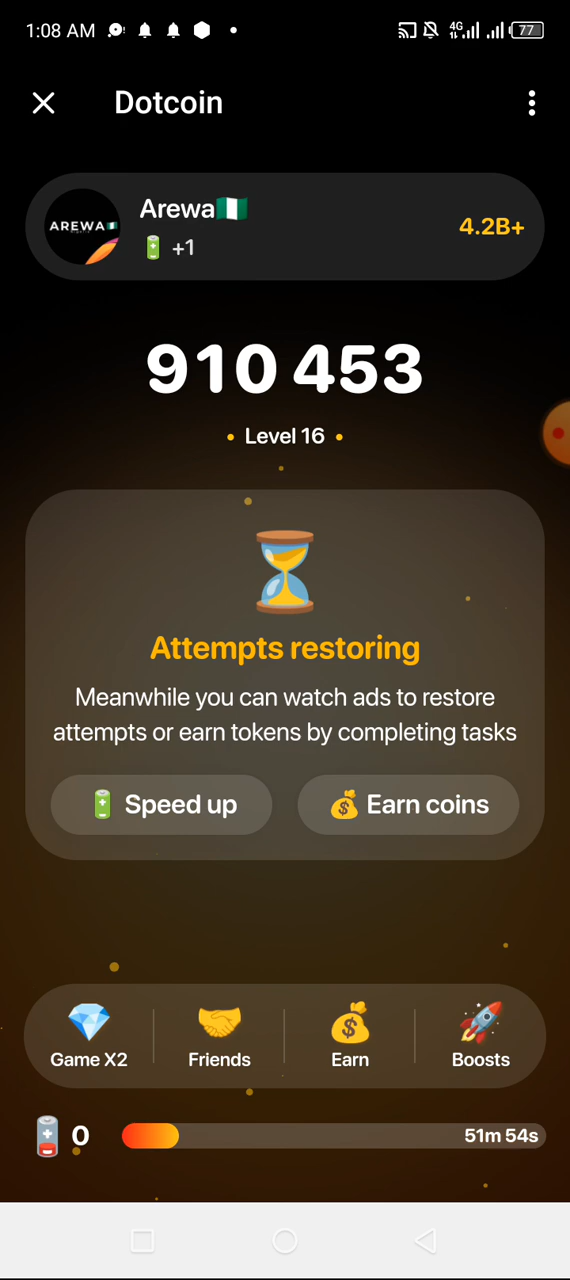 1:08 AM
4G
77
Dotcoin
AREWA
Arewa
+1
4.2B+
910 453
• Level 16 •
Attempts restoring
Meanwhile you can watch ads to restore
attempts or earn tokens by completing tasks
Speed up
Earn coins
Game X2
Friends
Earn
Boosts
0
51m 54s